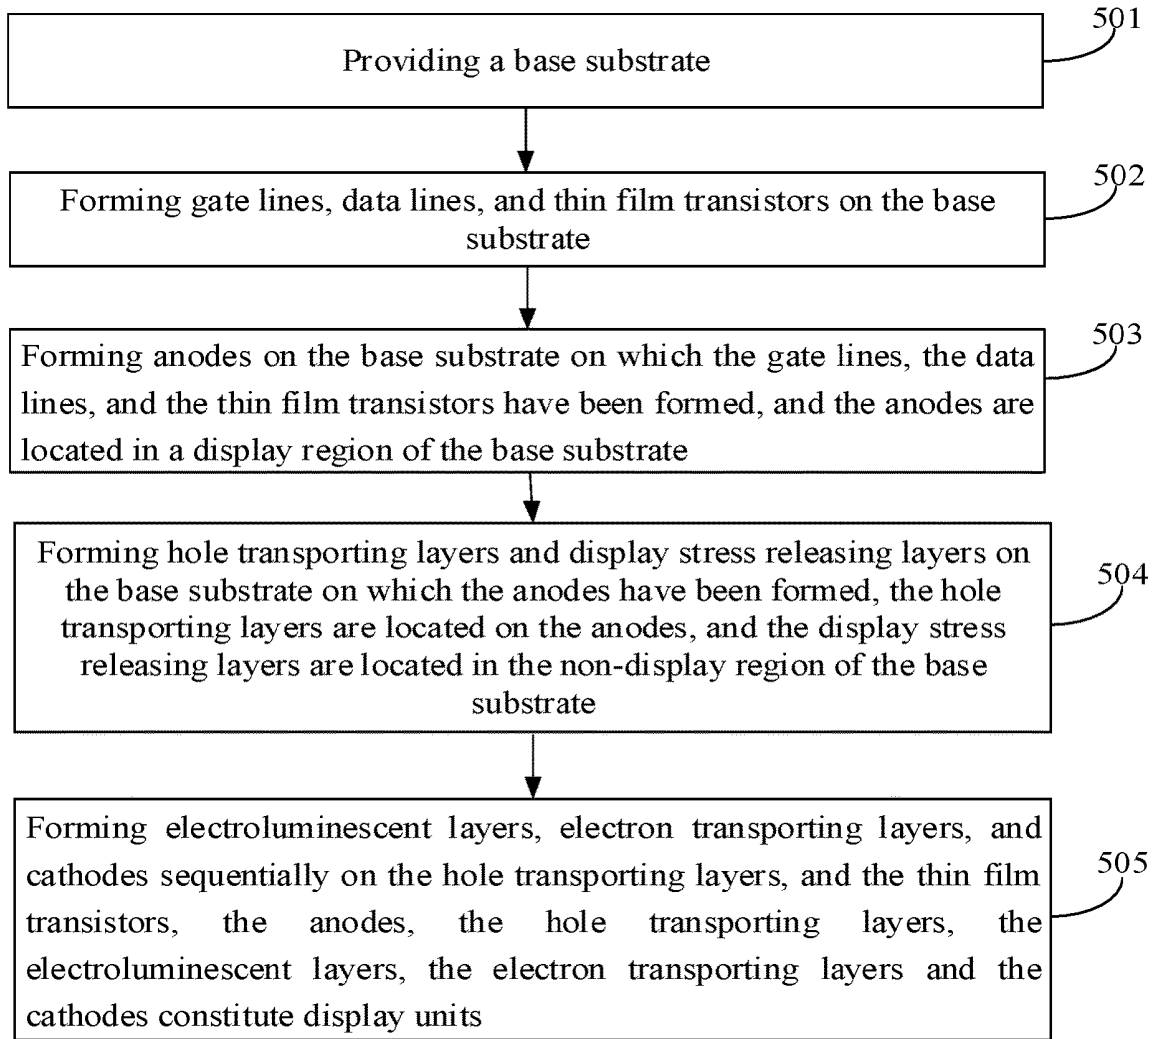 501
Providing a base substrate
502
Forming gate lines, data lines, and thin film transistors on the base
substrate
503
Forming anodes on the base substrate on which the gate lines, the data
lines, and the thin film transistors have been formed, and the anodes are
located in a display region of the base substrate
504
Forming hole transporting layers and display stress releasing layers on
the base substrate on which the anodes have been formed, the hole
transporting layers are located on the anodes, and the display stress
releasing layers are located in the non-display region of the base
substrate
505
Forming electroluminescent layers, electron transporting layers, and
cathodes sequentially on the hole transporting layers, and the thin film
transistors, the anodes, the hole transporting layers, the
electroluminescent layers, the electron transporting layers and the
cathodes constitute display units